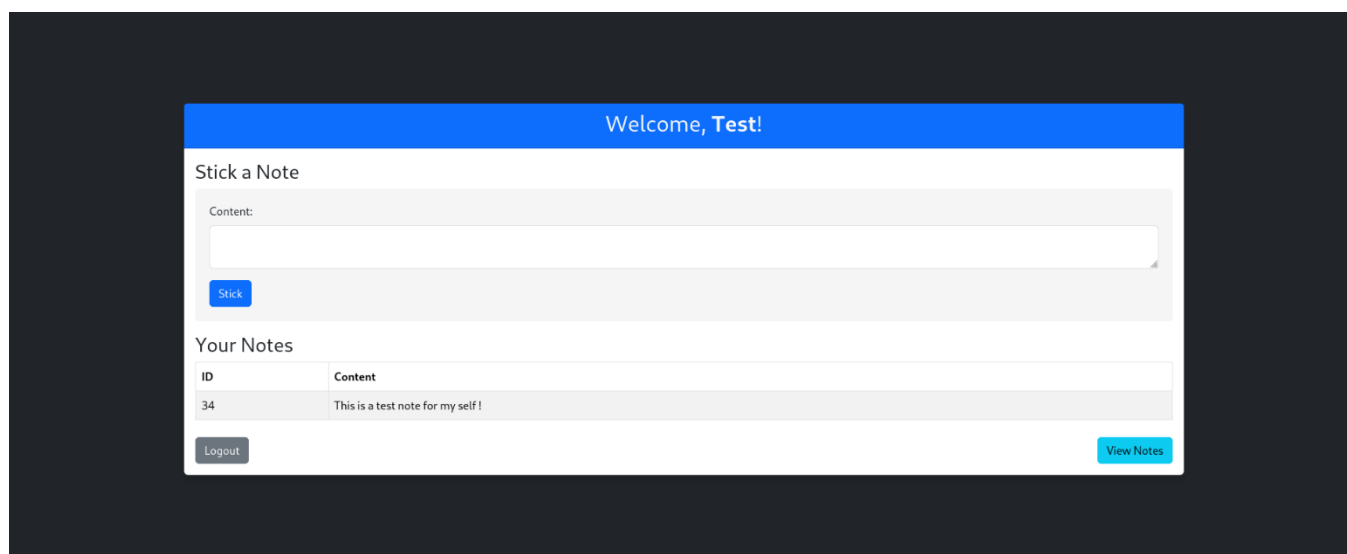 Welcome, Test!
Stick a Note
Content:
Stick
Your Notes
ID Content
34 This is a test note for my self !
Logout View Notes